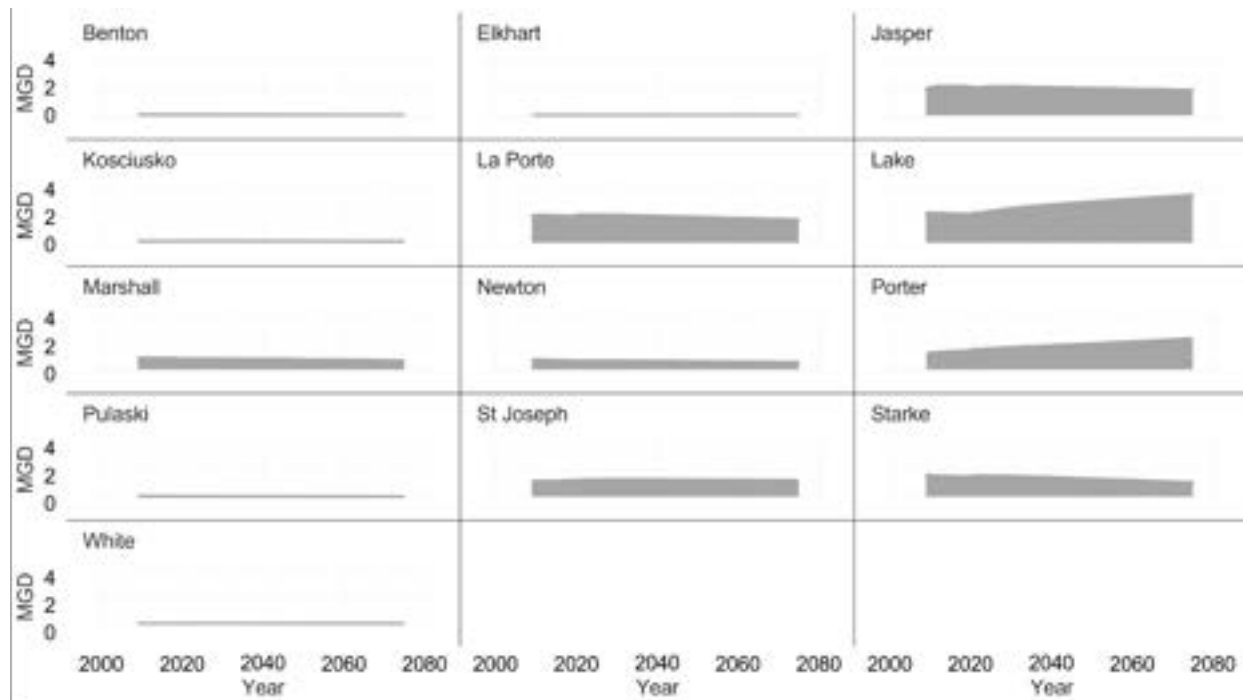 Benton Elkhart Jasper
4
2
0
MGD
Kosciusko La Porte Lake
4
2
0
MGD
Marshall Newton Porter
4
2
0
MGD
Pulaski St Joseph Starke
4
2
0
MGD
White
4
2
0
MGD
2000 2020 2040 2060 2080 2000 2020 2040 2060 2080 2000 2020 2040 2060 2080
Year Year Year